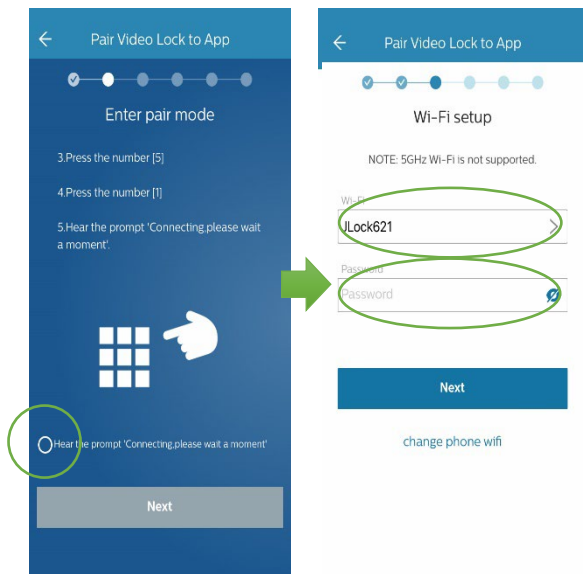 Pair Video Lock to App
Enter pair mode
3.Press the number [5]
4.Press the number [1]
5.Hear the prompt 'Connecting,please wait
a moment'.
Hear the prompt 'Connecting,please wait a moment'
Next
Pair Video Lock to App
Wi-Fi setup
NOTE: 5GHz Wi-Fi is not supported.
Wi-Fi
JLock621
Password
Password
Next
change phone wifi